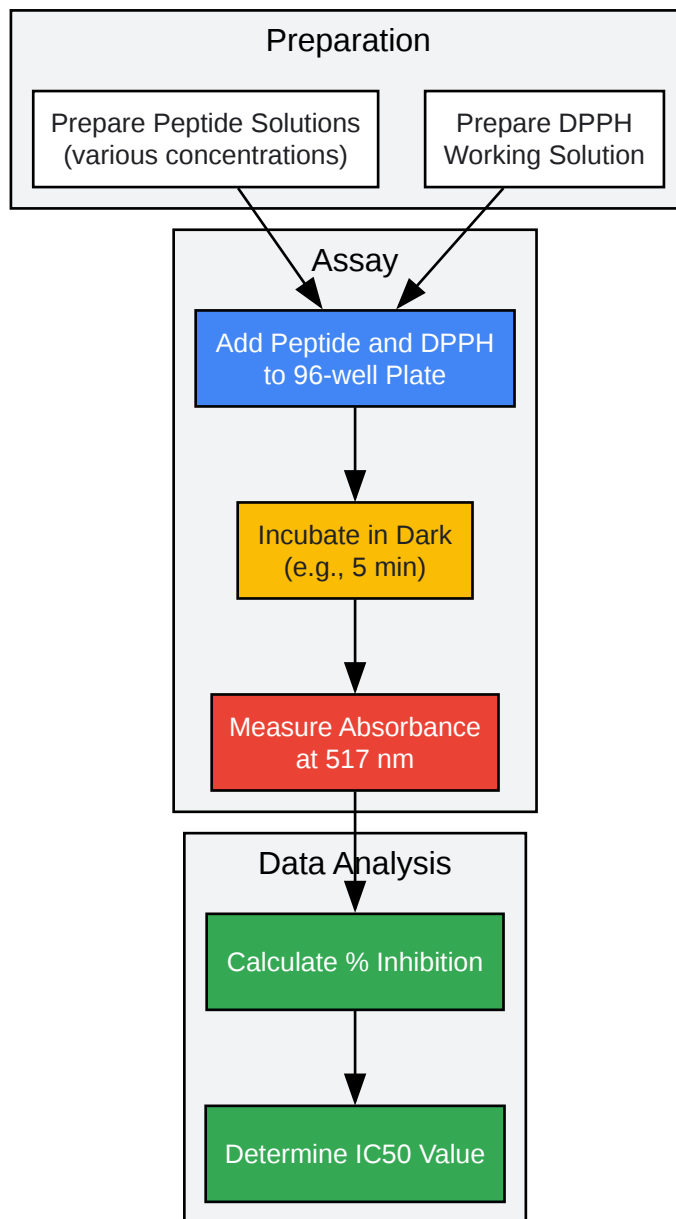 Preparation
Prepare Peptide Solutions
(various concentrations)
Prepare DPPH
Working Solution
Assay
Add Peptide and DPPH
to 96-well Plate
Incubate in Dark
(e.g., 5 min)
Measure Absorbance
at 517 nm
Data Analysis
Calculate % Inhibition
Determine IC50 Value